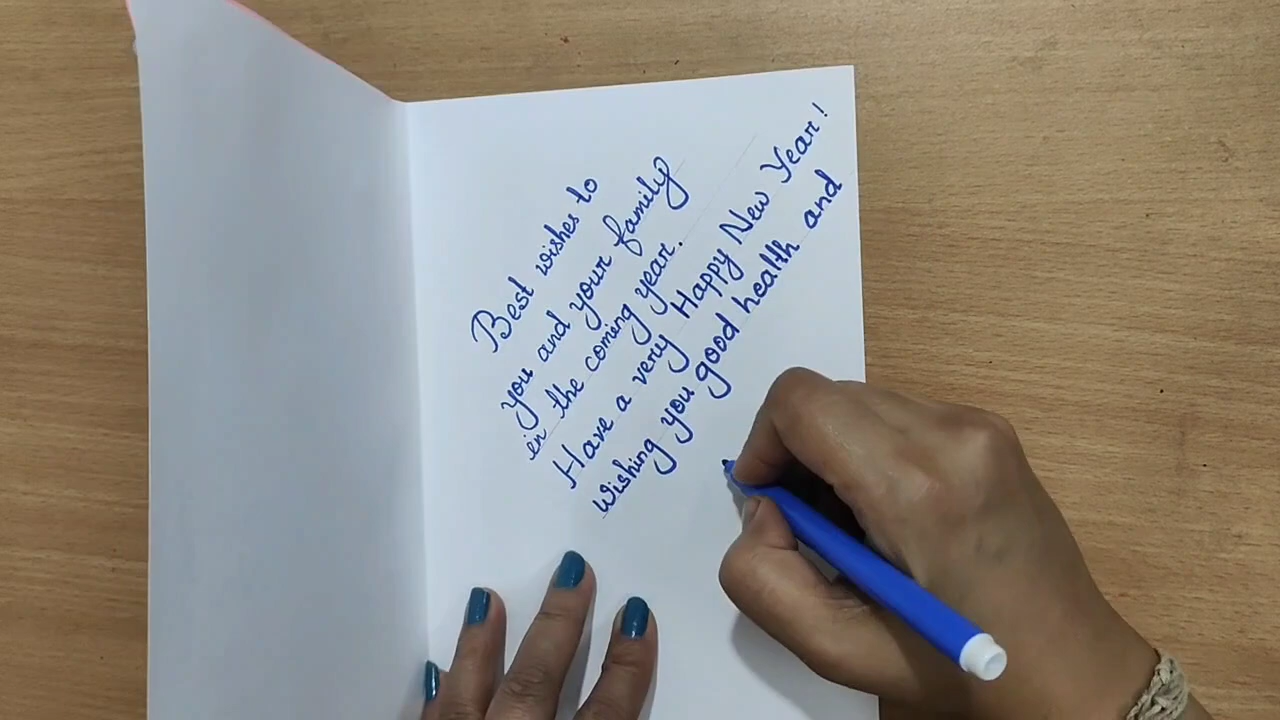 Best wishes to
you and your family
in the coming year.
Have a very Happy New Year!
Wishing you good health and